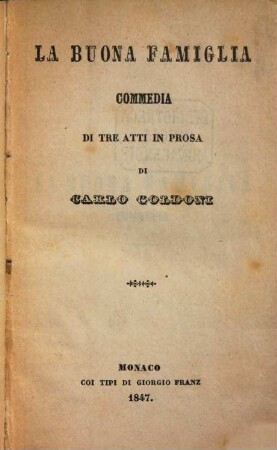 LA BUONA FAMIGLIA
COMMEDIA
DI TRE ATTI IN PROSA
DI
CARLO GOLDONI
MONACO
COI TIPI DI GIORGIO FRANZ
1847.